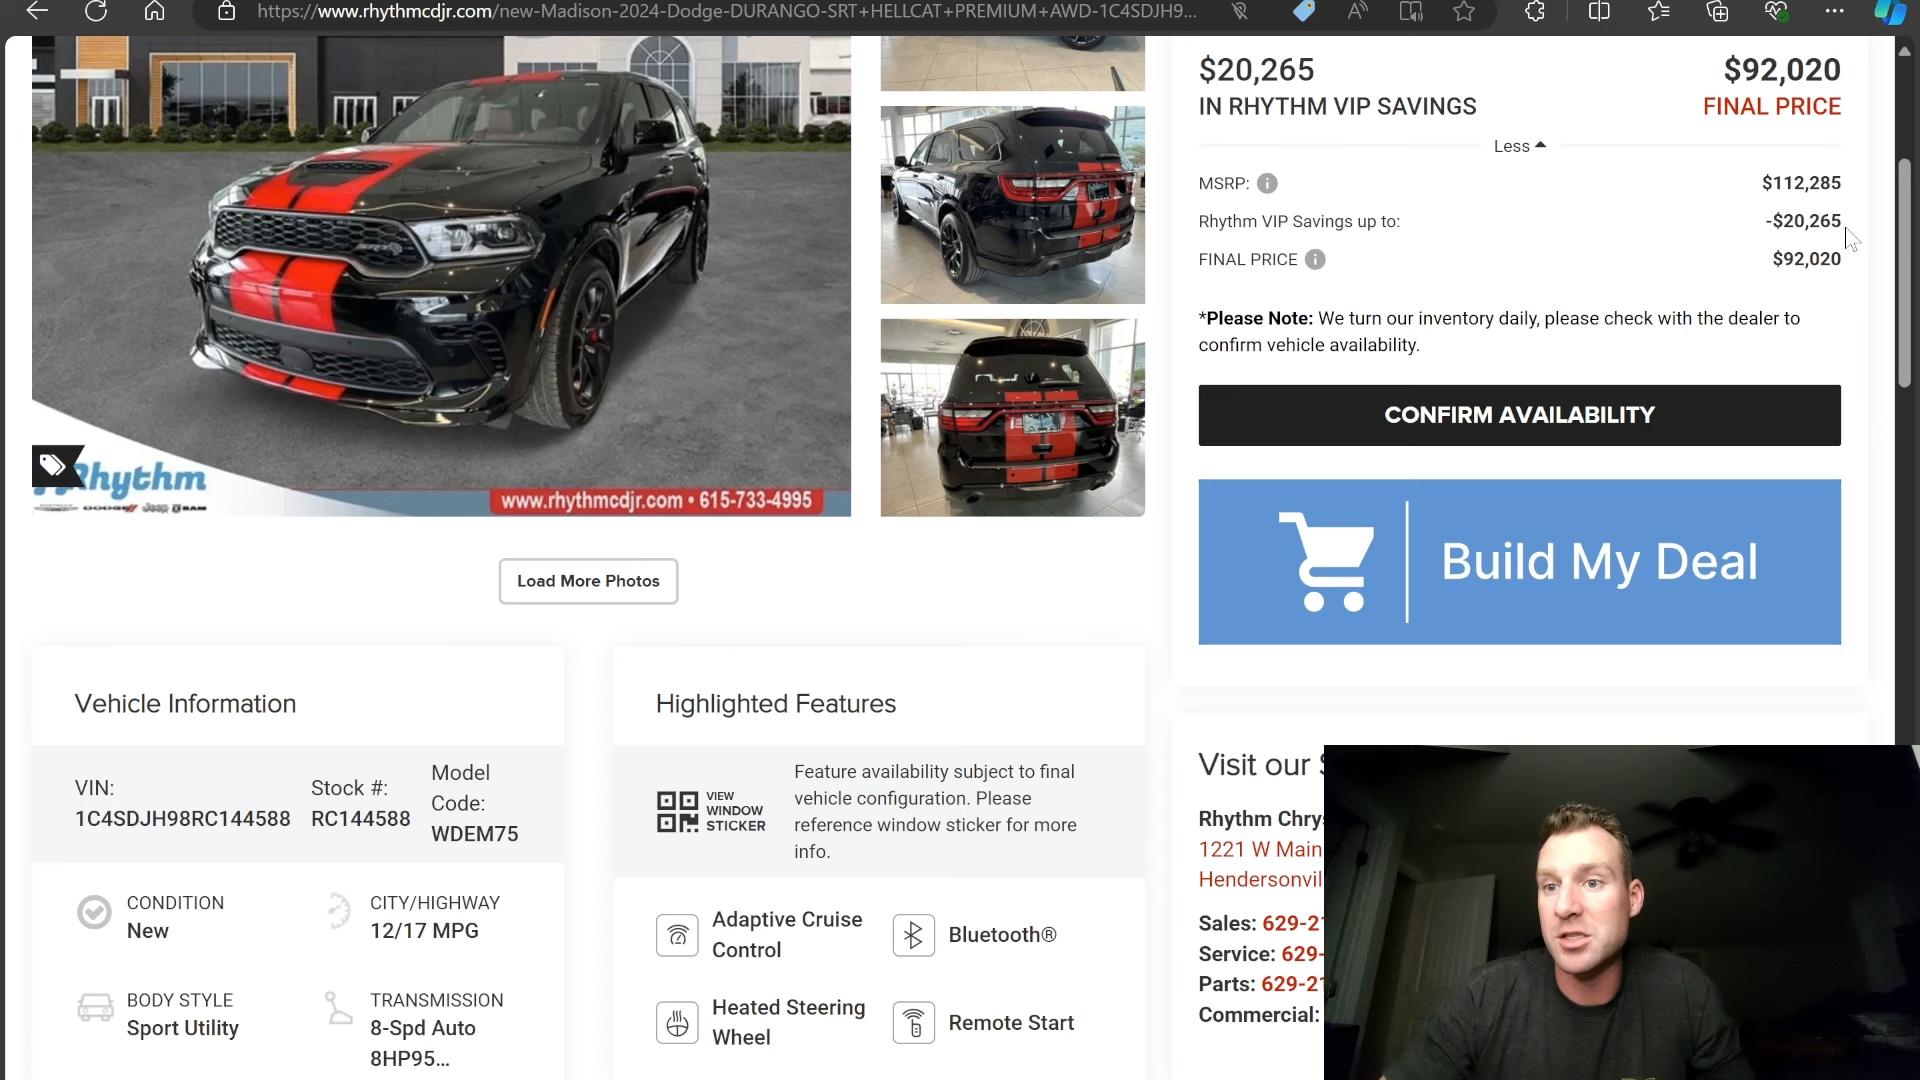 https://www.rhythmcdjr.com/new-Madison-2024-Dodge-DURANGO-SRT+HELLCAT+PREMIUM+AWD-1C4SDJH9...
$20,265
IN RHYTHM VIP SAVINGS
$92,020
FINAL PRICE
Less
MSRP:
$112,285
Rhythm VIP Savings up to:
-$20,265
FINAL PRICE
$92,020
*Please Note: We turn our inventory daily, please check with the dealer to
confirm vehicle availability.
CONFIRM AVAILABILITY
Build My Deal
Rhythm
DODGE Jeep RAM
www.rhythmcdjr.com • 615-733-4995
Load More Photos
Vehicle Information
VIN:
1C4SDJH98RC144588
Stock #:
RC144588
Model
Code:
WDEM75
CONDITION
New
CITY/HIGHWAY
12/17 MPG
BODY STYLE
Sport Utility
TRANSMISSION
8-Spd Auto
8HP95...
Highlighted Features
VIEW
WINDOW
STICKER
Feature availability subject to final
vehicle configuration. Please
reference window sticker for more
info.
Adaptive Cruise
Control
Bluetooth®
Heated Steering
Wheel
Remote Start
Visit our
Rhythm Chry
1221 W Main
Hendersonvil
Sales: 629-21
Service: 629-
Parts: 629-21
Commercial: